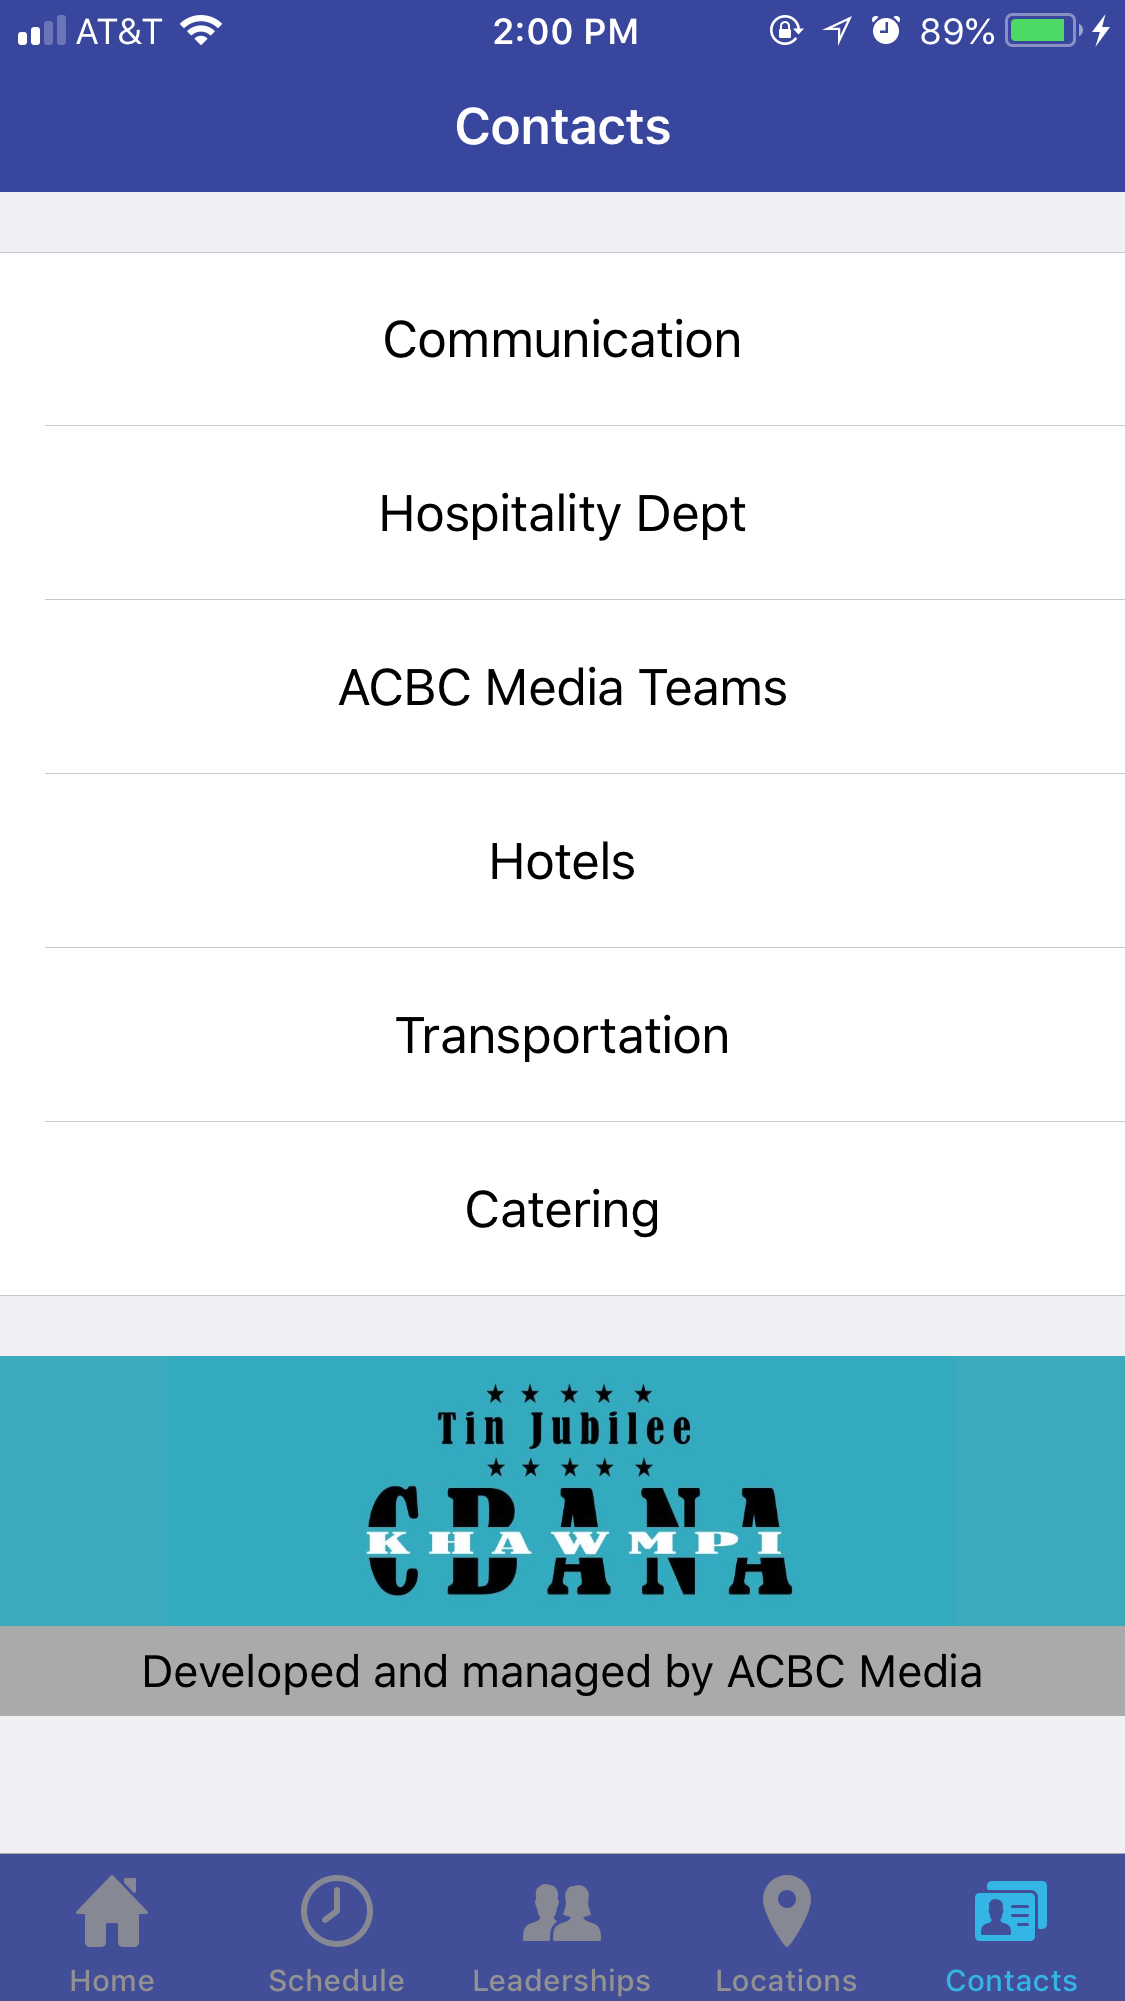 AT&T 2:00 PM 89%
Contacts
Communication
Hospitality Dept
ACBC Media Teams
Hotels
Transportation
Catering
Tin Jubilee
CBANA
KHAWMPI
Developed and managed by ACBC Media
Home Schedule Leaderships Locations Contacts